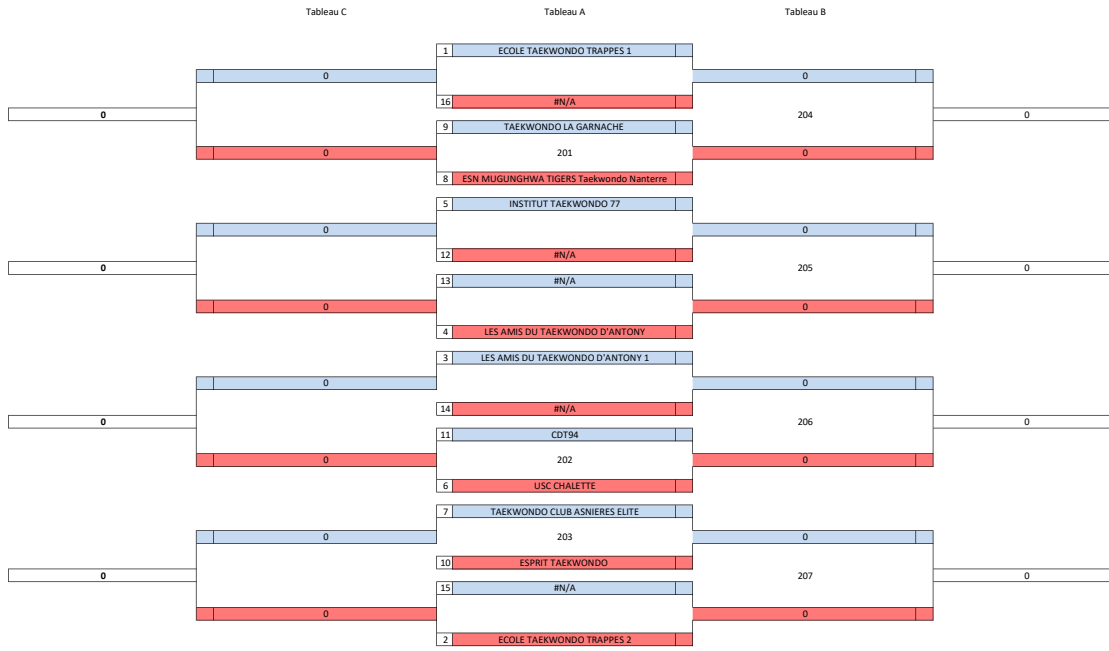 Tableau C Tableau A Tableau B
1 ECOLE TAEKWONDO TRAPPES 1
0 0
16 #N/A
0 204 0
9 TAEKWONDO LA GARNACHE
201
0 0
8 ESN MUGUNGHWA TIGERS Taekwondo Nanterre
5 INSTITUT TAEKWONDO 77
0 0
12 #N/A
0 205 0
13 #N/A
0 0
4 LES AMIS DU TAEKWONDO D'ANTONY
3 LES AMIS DU TAEKWONDO D'ANTONY 1
0 0
14 #N/A
0 206 0
11 CDT94
202
0 0
6 USC CHALETTE
7 TAEKWONDO CLUB ASNIERES ELITE
0 203 0
10 ESPRIT TAEKWONDO
0 207 0
15 #N/A
0 0
2 ECOLE TAEKWONDO TRAPPES 2